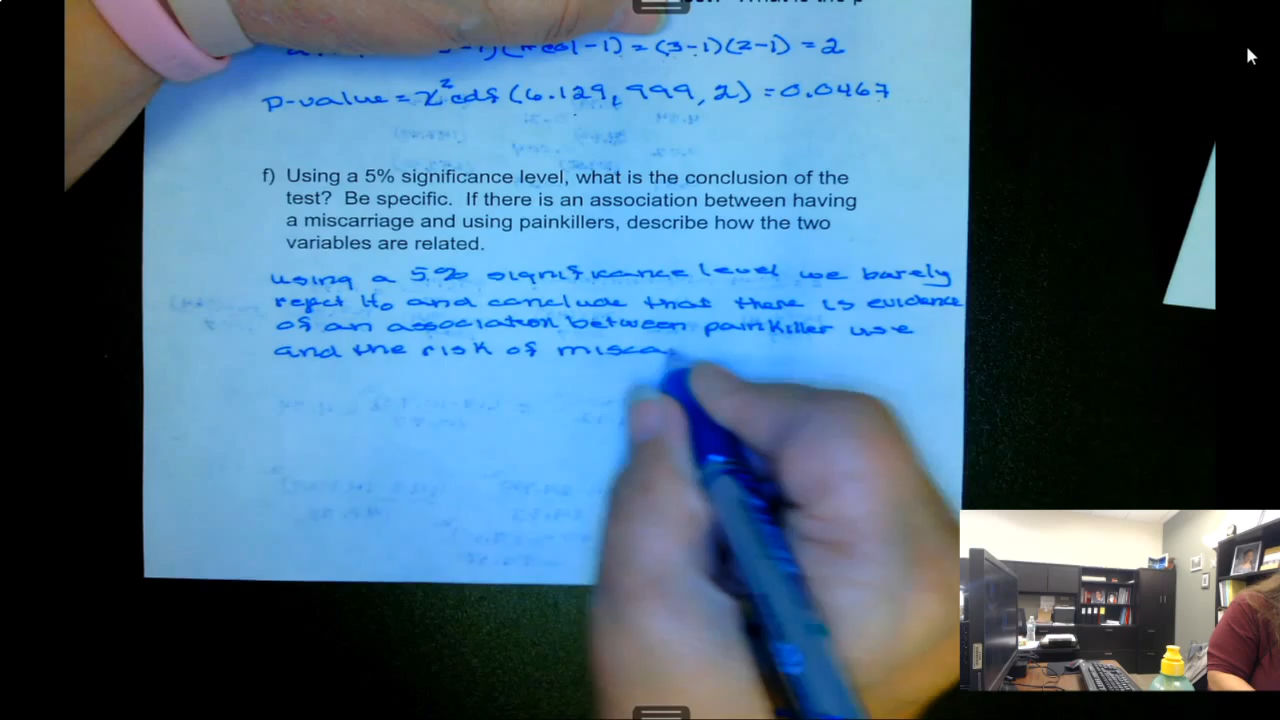 -1) = (3-1)(2-1) = 2
p-value = χ²cdf (6.129, 999, 2) = 0.0467
f) Using a 5% significance level, what is the conclusion of the
test? Be specific. If there is an association between having
a miscarriage and using painkillers, describe how the two
variables are related.
using a 5% significance level we barely
reject H₀ and conclude that there is evidence
of an association between painkiller use
and the risk of misca